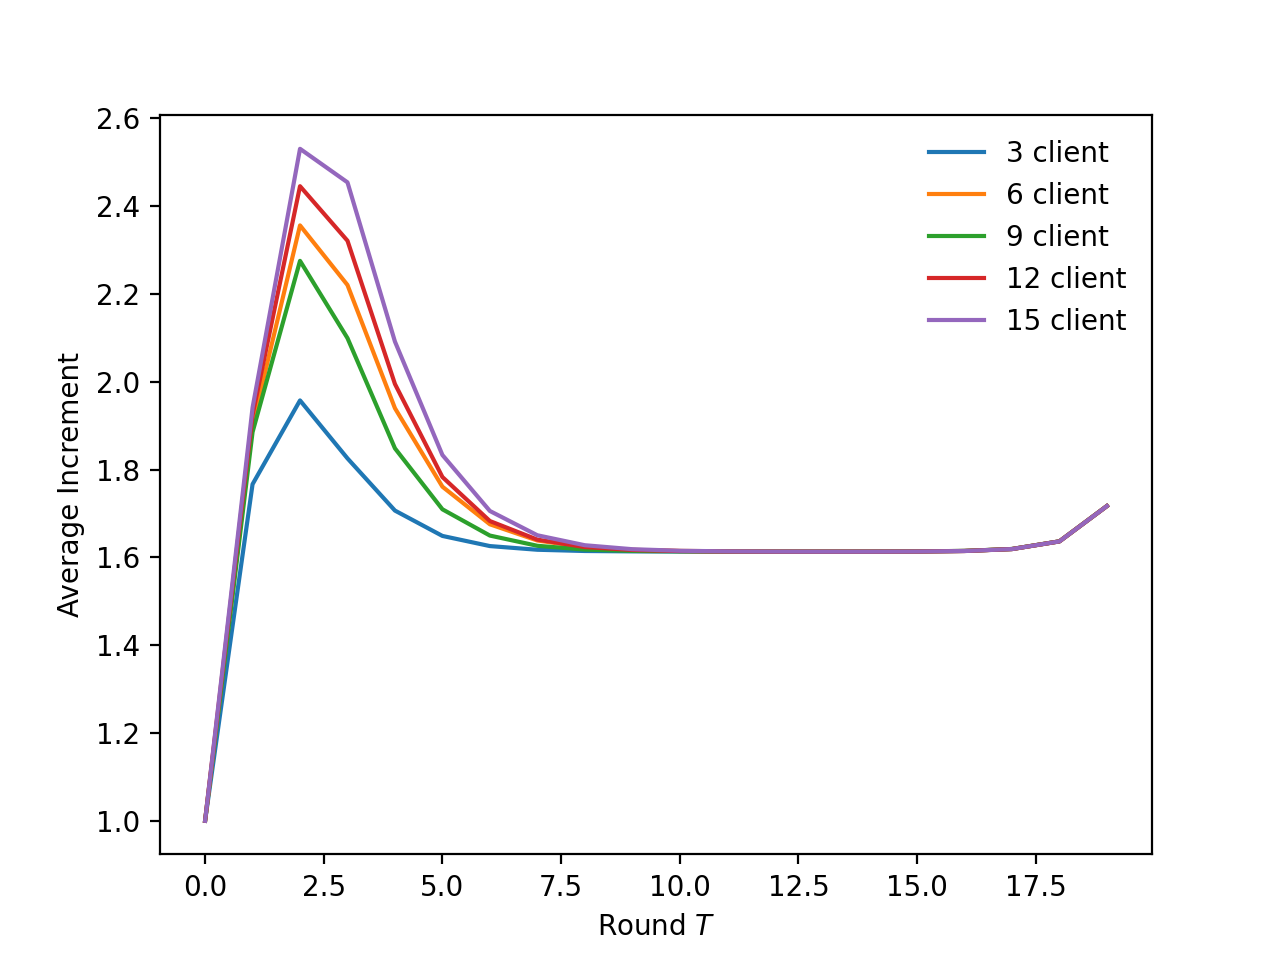 2.6
2.4
2.2
2.0
1.8
1.6
1.4
1.2
1.0
Average Increment
3 client
6 client
9 client
12 client
15 client
0.0 2.5 5.0 7.5 10.0 12.5 15.0 17.5
Round T